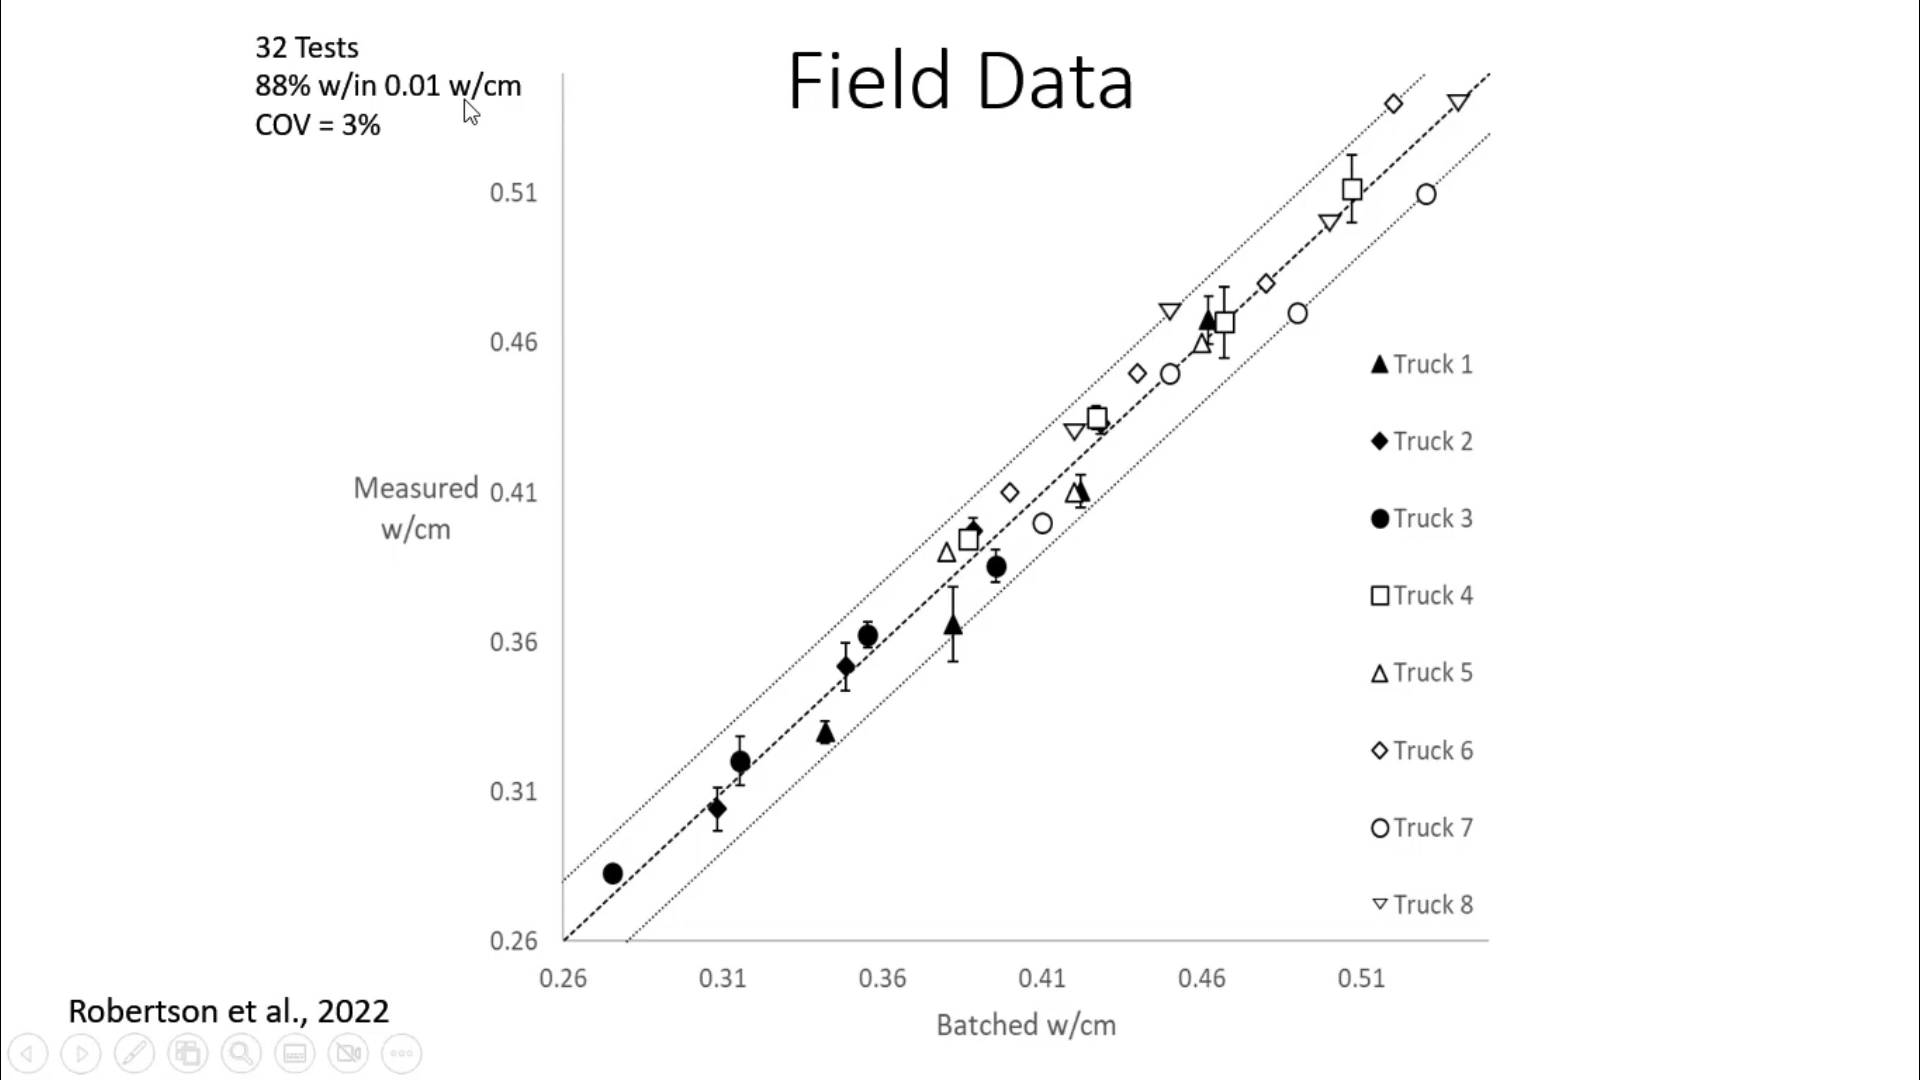 32 Tests
88% w/in 0.01 w/cm
COV = 3%
Field Data
0.51
0.46
0.41
0.36
0.31
0.26
Measured
w/cm
Truck 1
Truck 2
Truck 3
Truck 4
Truck 5
Truck 6
Truck 7
Truck 8
0.26 0.31 0.36 0.41 0.46 0.51
Batched w/cm
Robertson et al., 2022